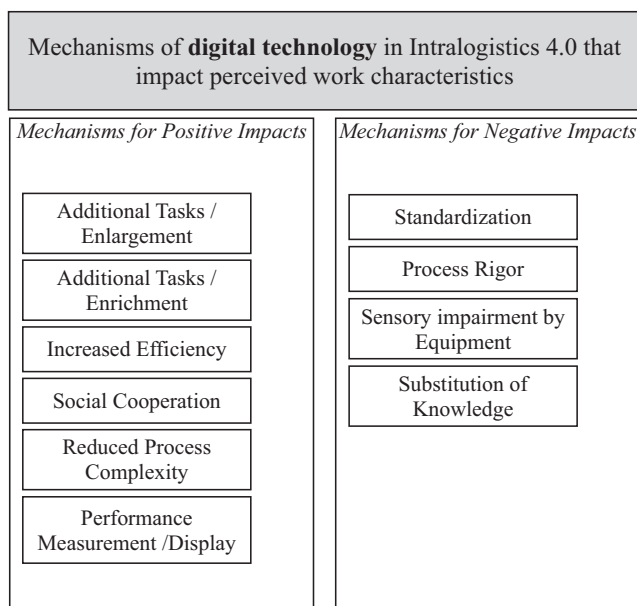 Mechanisms of digital technology in Intralogistics 4.0 that
impact perceived work characteristics
Mechanisms for Positive Impacts
Additional Tasks /
Enlargement
Additional Tasks /
Enrichment
Increased Efficiency
Social Cooperation
Reduced Process
Complexity
Performance
Measurement /Display
Mechanisms for Negative Impacts
Standardization
Process Rigor
Sensory impairment by
Equipment
Substitution of
Knowledge